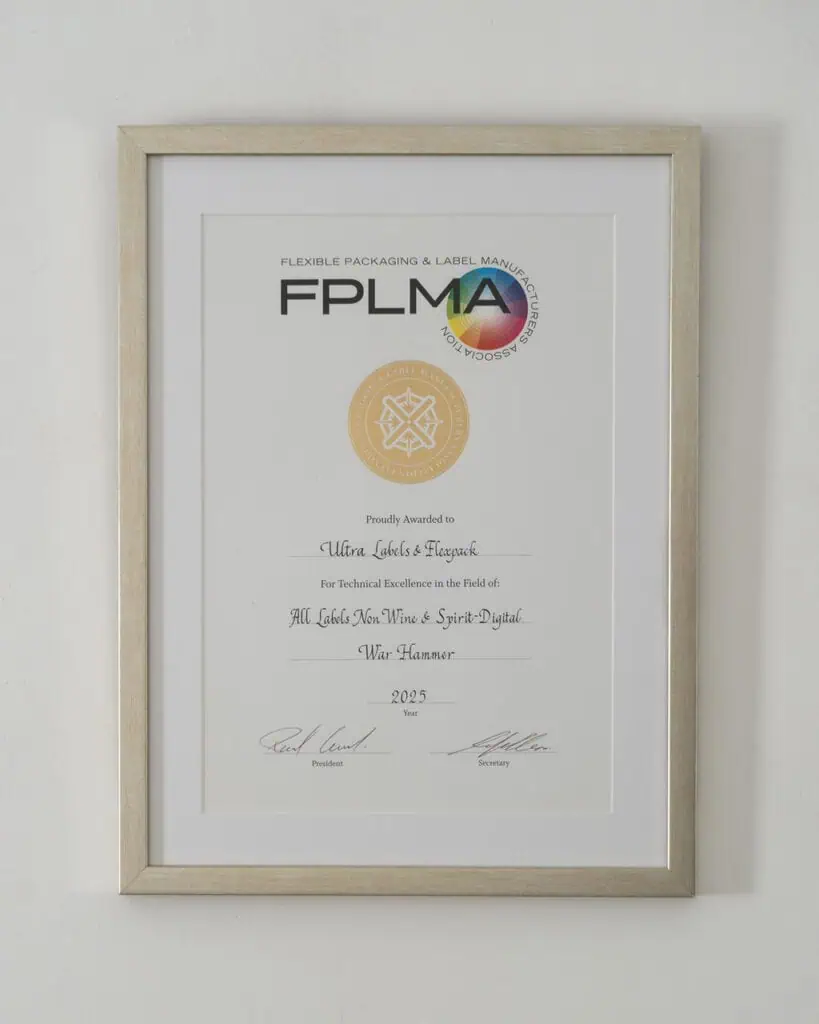 FLEXIBLE PACKAGING & LABEL MANUFACTURERS ASSOCIATION
FPLMA
Proudly Awarded to
Ultra Labels & Flexpack
For Technical Excellence in the Field of:
All Labels Non Wine & Spirit-Digital
War Hammer
2025
Year
President
Secretary